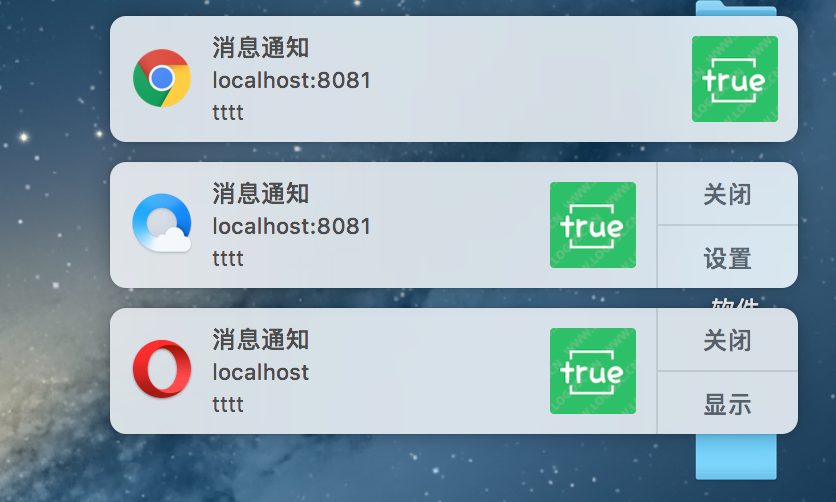 消息通知
localhost:8081
tttt
true
消息通知
localhost:8081
tttt
true
关闭
设置
软件
消息通知
localhost
tttt
true
关闭
显示